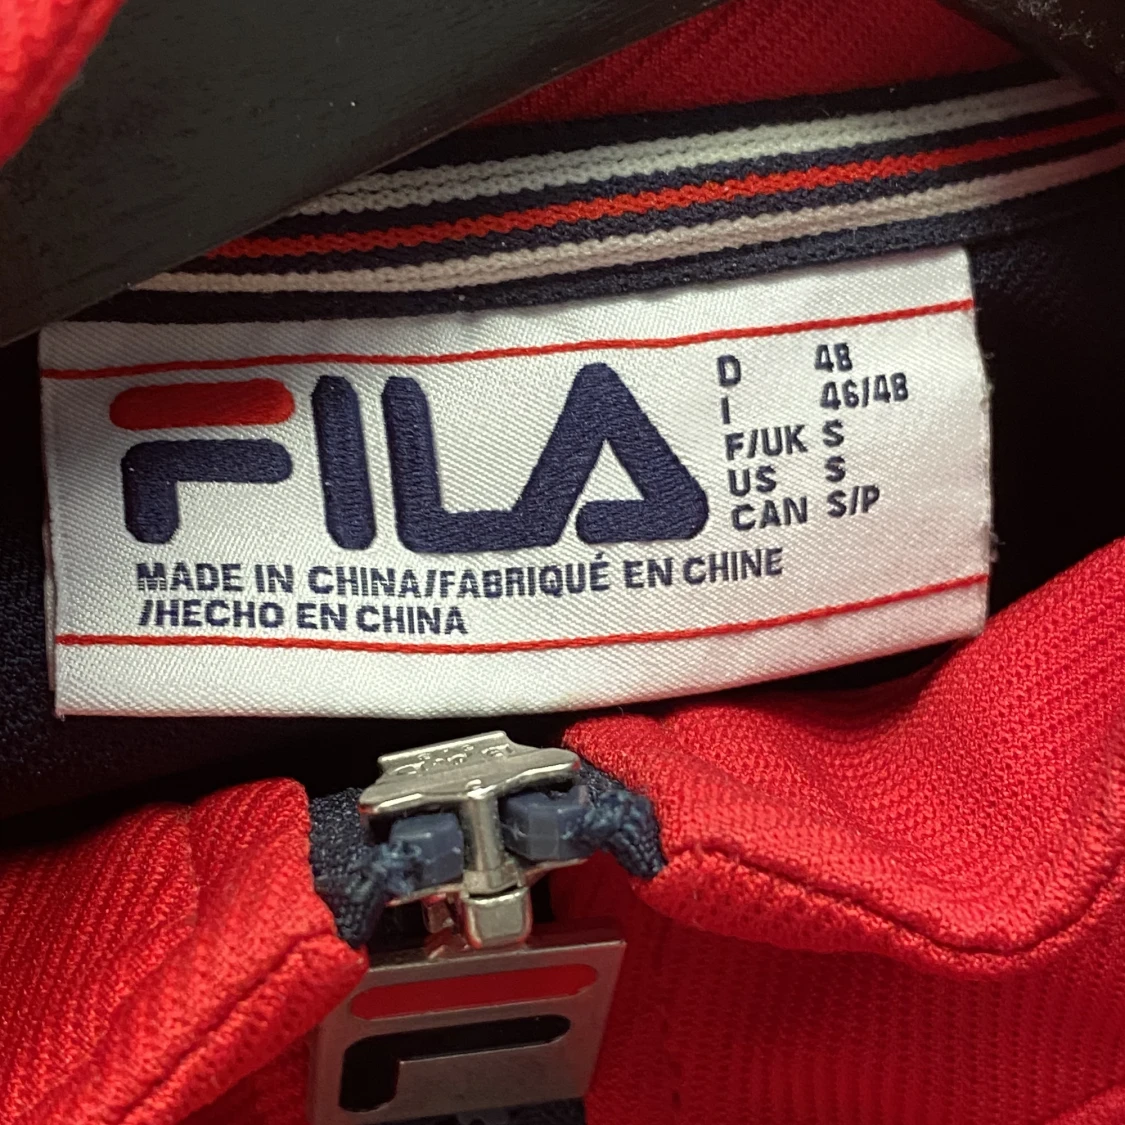 FILA
D 48
I 46/48
F/UK S
US S
CAN S/P
MADE IN CHINA/FABRIQUÉ EN CHINE
/HECHO EN CHINA
F